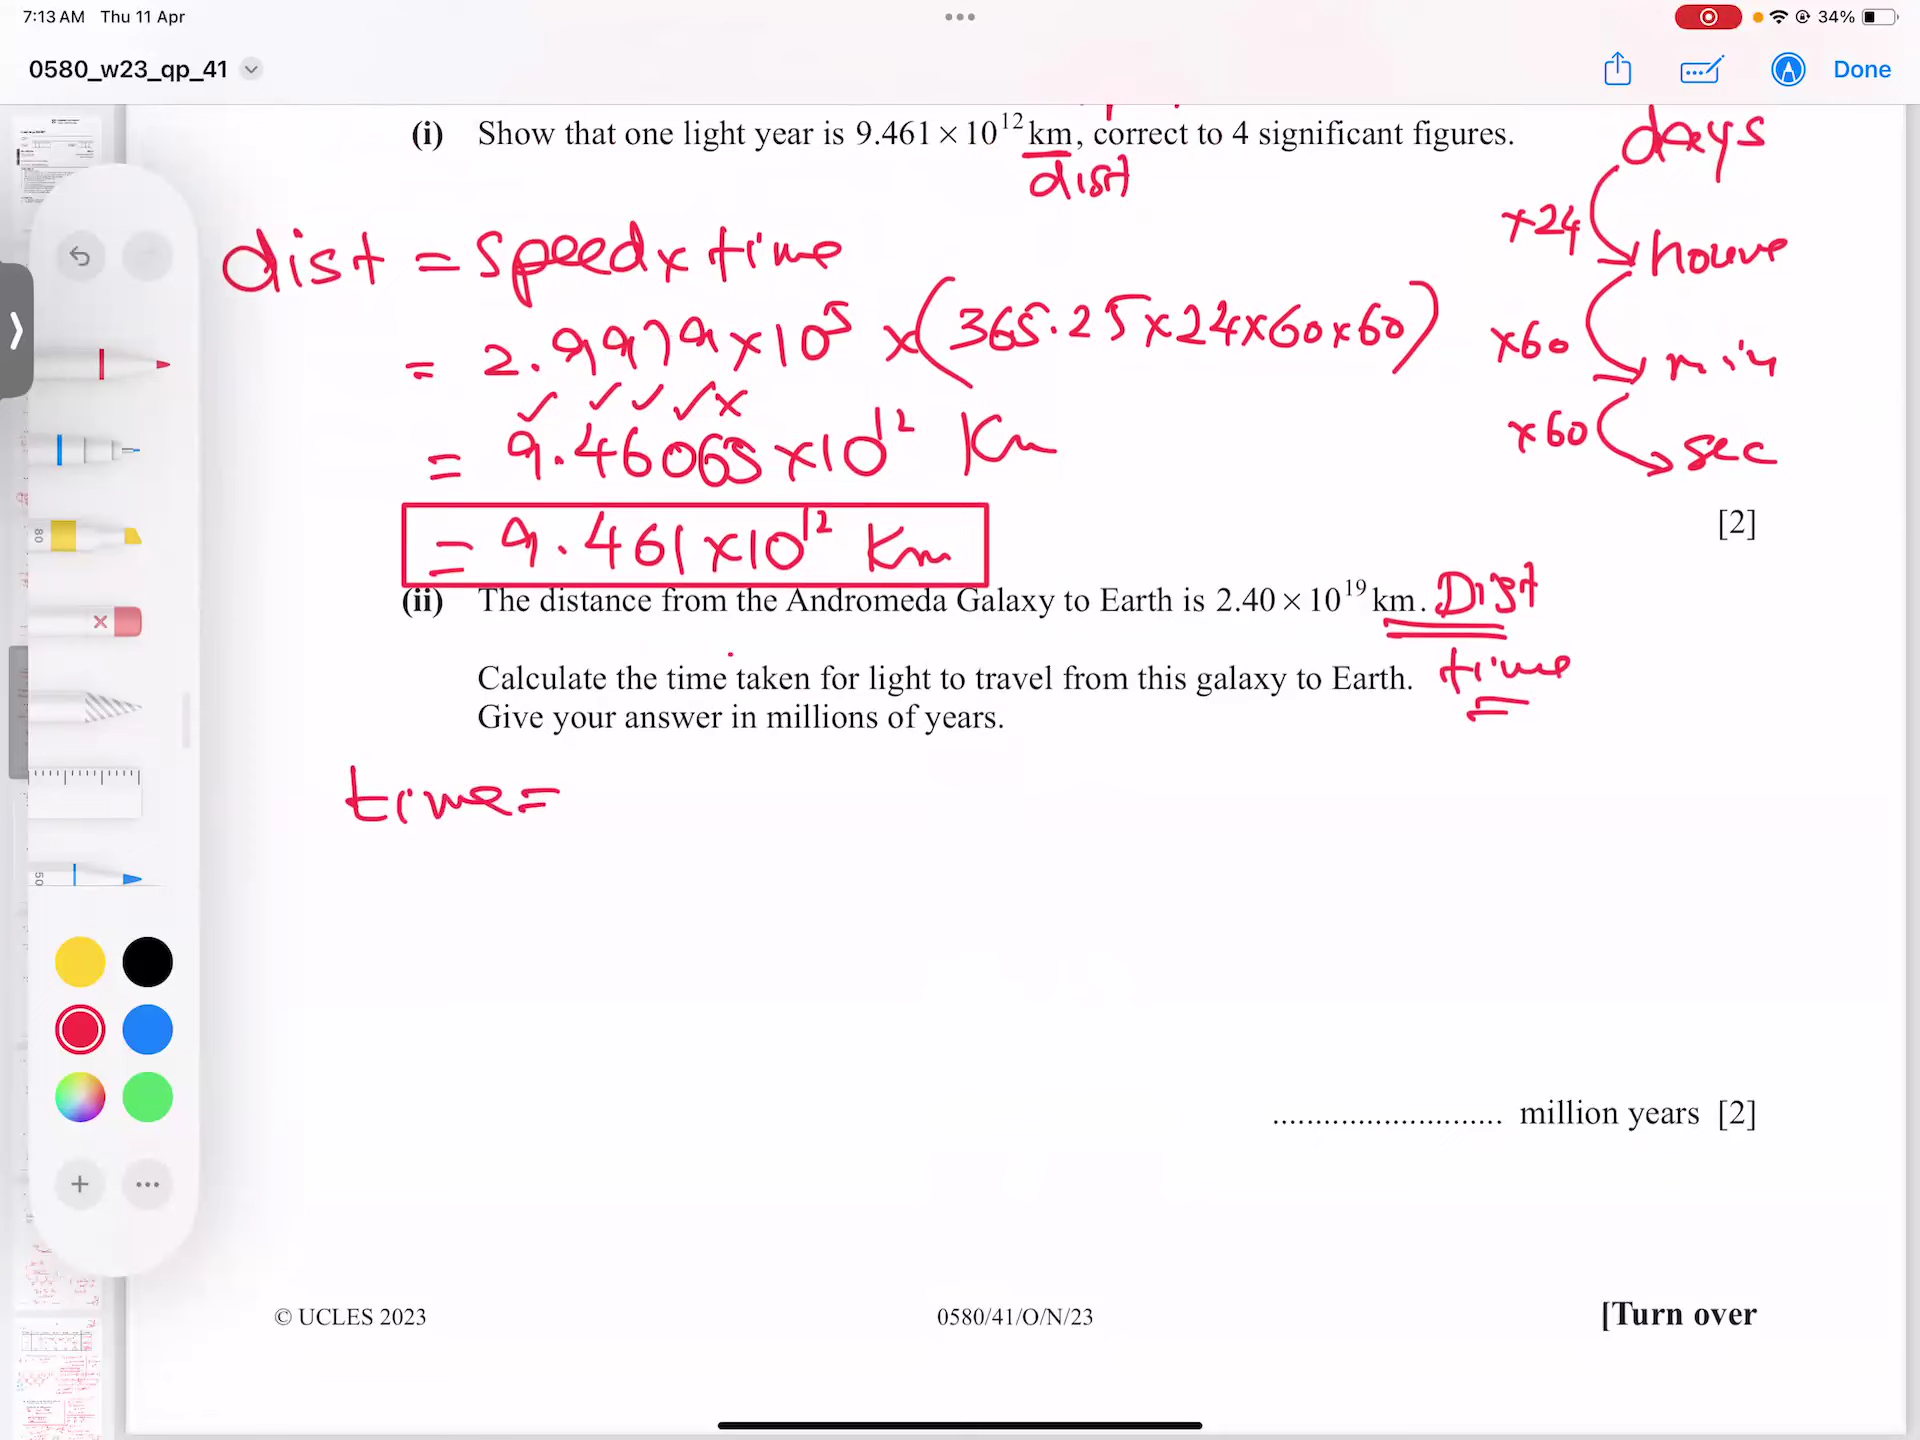 7:13 AM Thu 11 Apr
34%
0580_w23_qp_41
Done
(i) Show that one light year is 9.461 × 10¹² km, correct to 4 significant figures.
dist
days
×24
hours
×60
min
×60
sec
dist = speed × time
= 2.9979 × 10⁵ × (365.25 × 24 × 60 × 60)
= 9.46065 × 10¹² Km
= 9.461 × 10¹² Km
[2]
(ii) The distance from the Andromeda Galaxy to Earth is 2.40 × 10¹⁹ km. Dist
Calculate the time taken for light to travel from this galaxy to Earth. time
Give your answer in millions of years.
time =
.......................... million years [2]
© UCLES 2023
0580/41/O/N/23
[Turn over
80
50